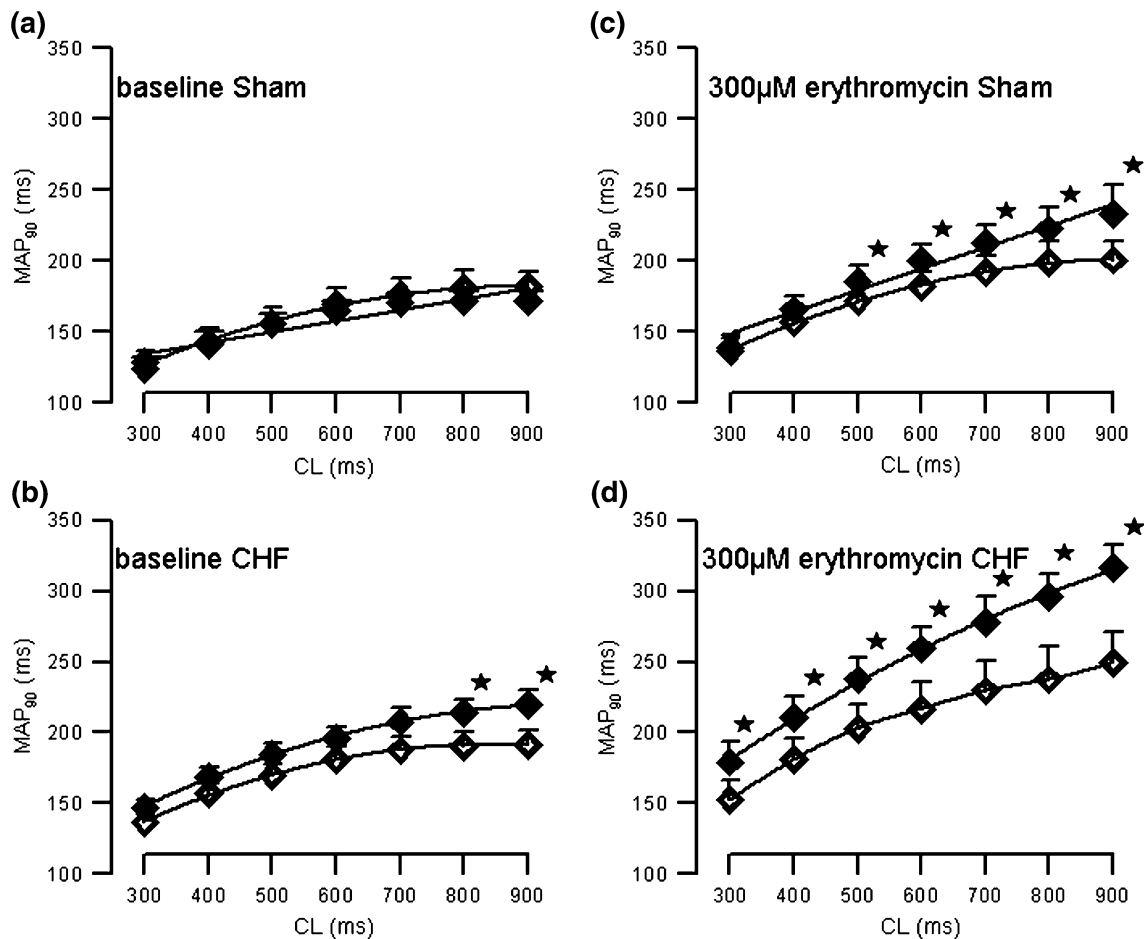 (a)
350
300
250
200
150
100
MAP90 (ms)
baseline Sham
300 400 500 600 700 800 900
CL (ms)
(c)
350
300
250
200
150
100
MAP90 (ms)
300µM erythromycin Sham
300 400 500 600 700 800 900
CL (ms)
(b)
350
300
250
200
150
100
MAP90 (ms)
baseline CHF
300 400 500 600 700 800 900
CL (ms)
(d)
350
300
250
200
150
100
MAP90 (ms)
300µM erythromycin CHF
300 400 500 600 700 800 900
CL (ms)